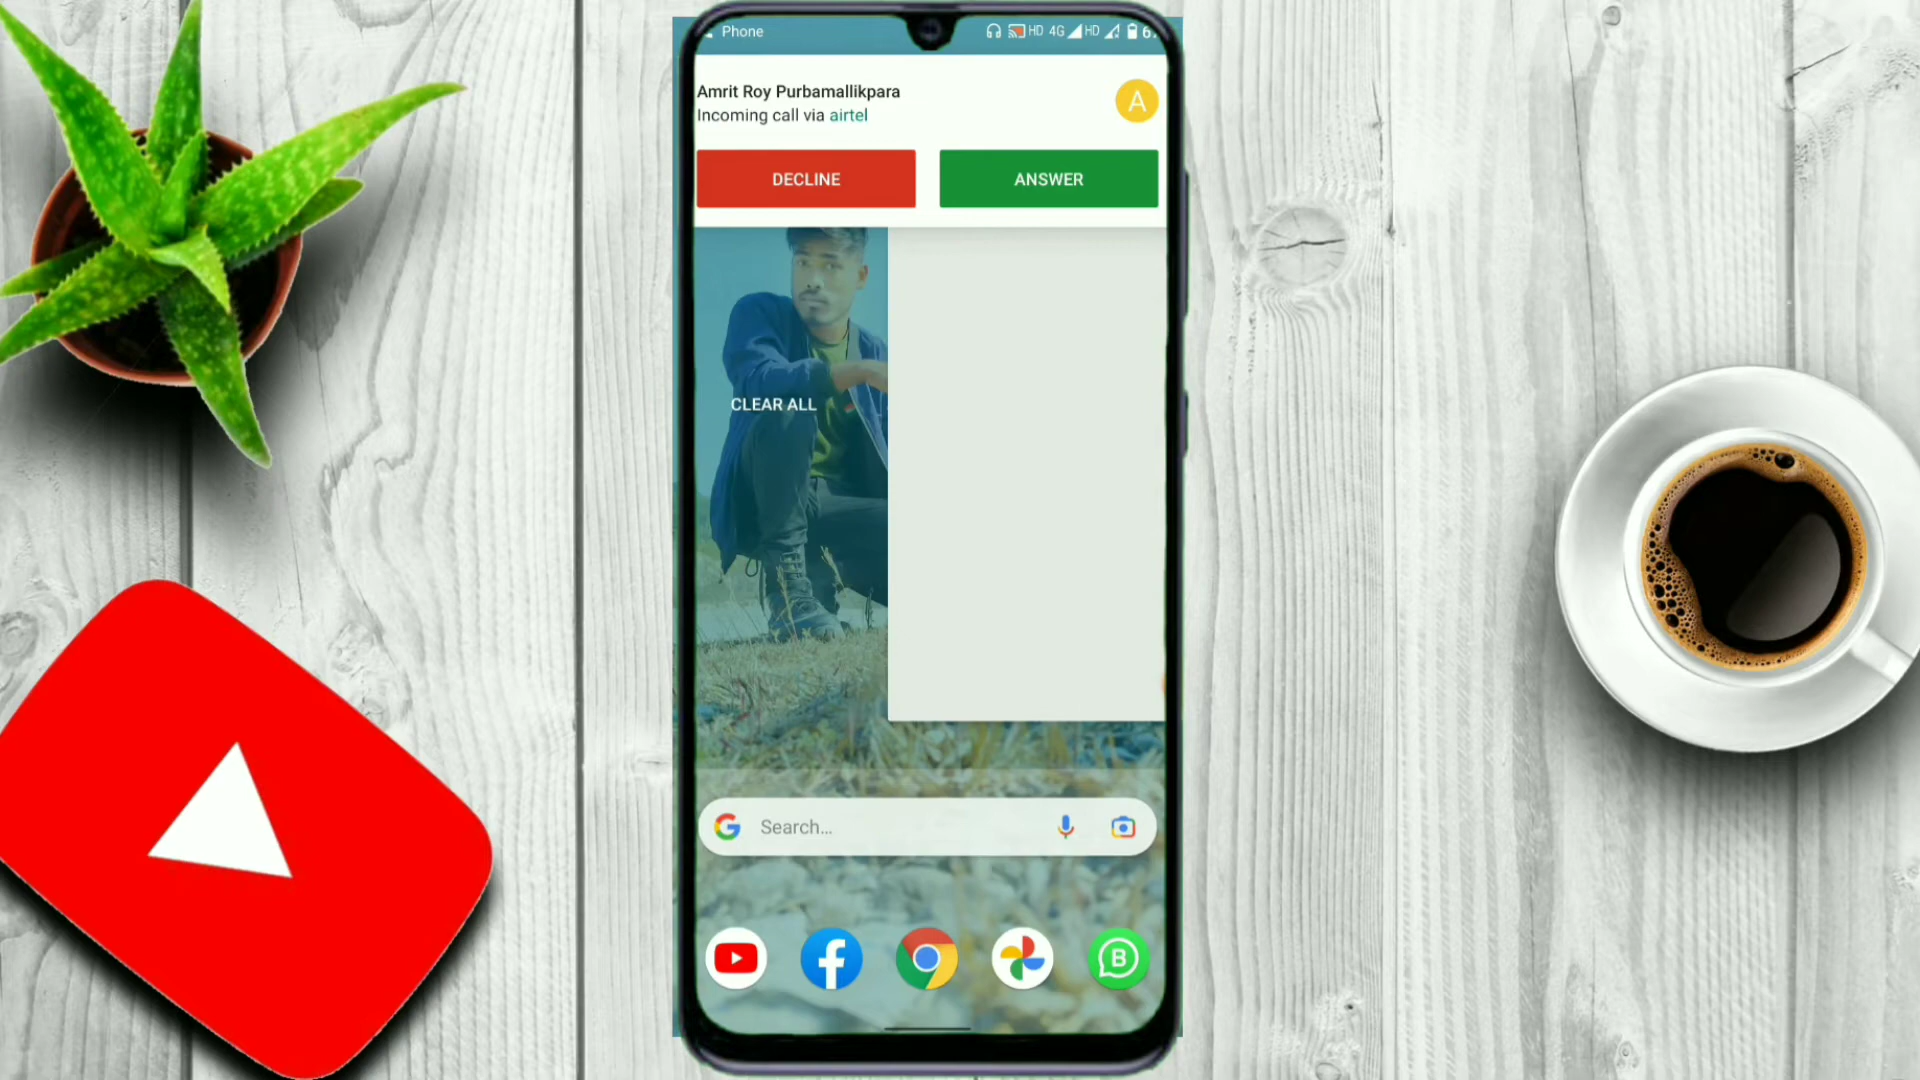 Phone
HD 4G HD
Amrit Roy Purbamallikpara
Incoming call via airtel
A
DECLINE
ANSWER
CLEAR ALL
Search...
B